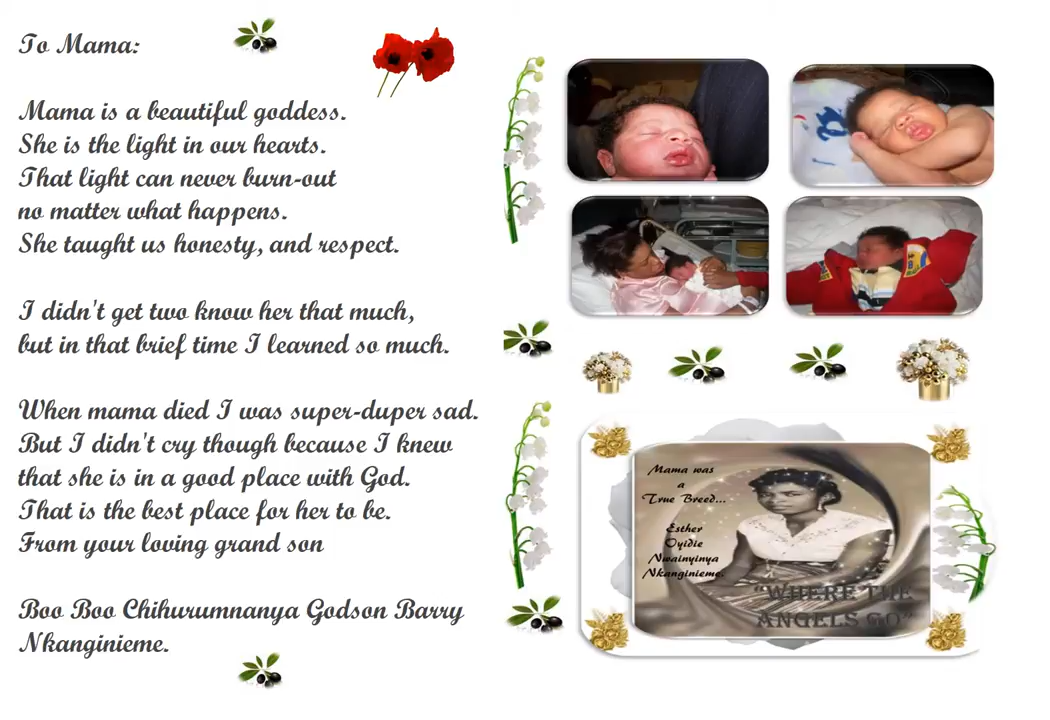 To Mama:
Mama is a beautiful goddess.
She is the light in our hearts.
That light can never burn-out
no matter what happens.
She taught us honesty, and respect.
I didn't get two know her that much,
but in that brief time I learned so much.
When mama died I was super-duper sad.
But I didn't cry though because I knew
that she is in a good place with God.
That is the best place for her to be.
From your loving grand son
Boo Boo Chihurumnanya Godson Barry
Nkanginieme.
Mama was
a
True Breed...
Esther
Oyidie
Nwainyinya
Nkanginieme.
"WHERE THE
ANGELS GO"